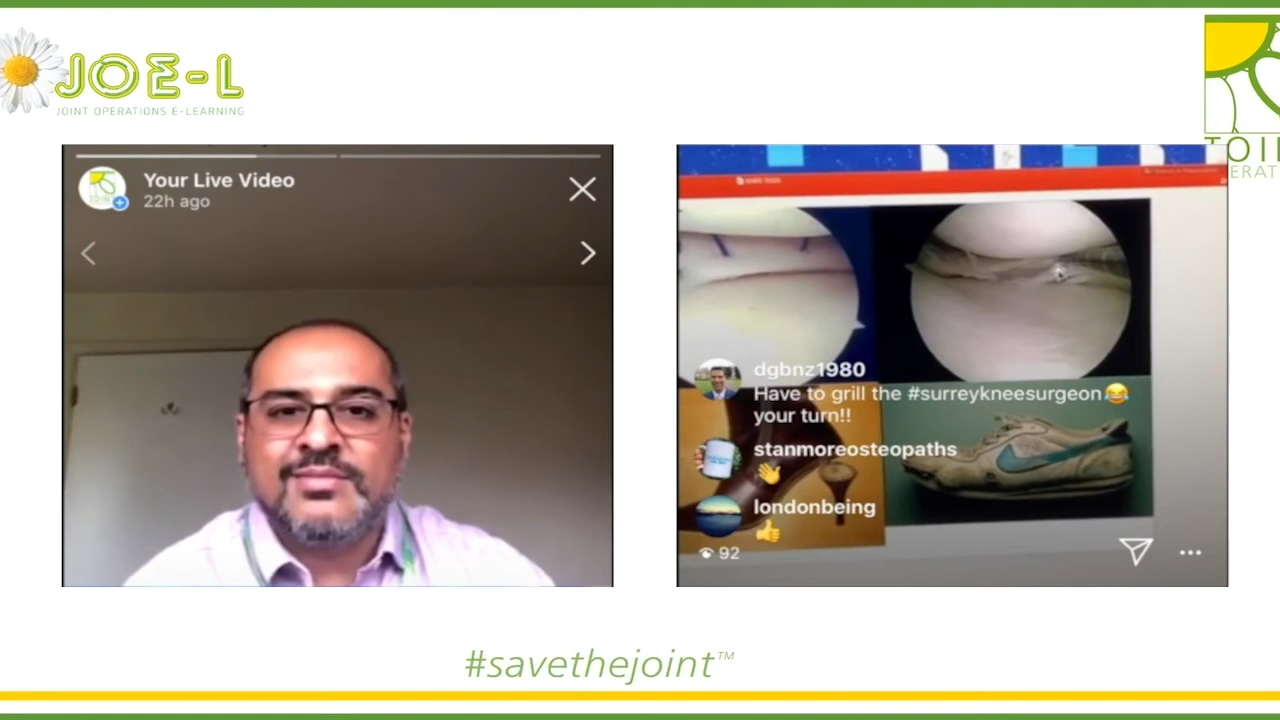 JOE-L
JOINT OPERATIONS E-LEARNING
Your Live Video
22h ago
dgbnz1980
Have to grill the #surreykneesurgeon😂
your turn!!
stanmoreosteopaths
👋
londonbeing
👍
92
#savethejoint™